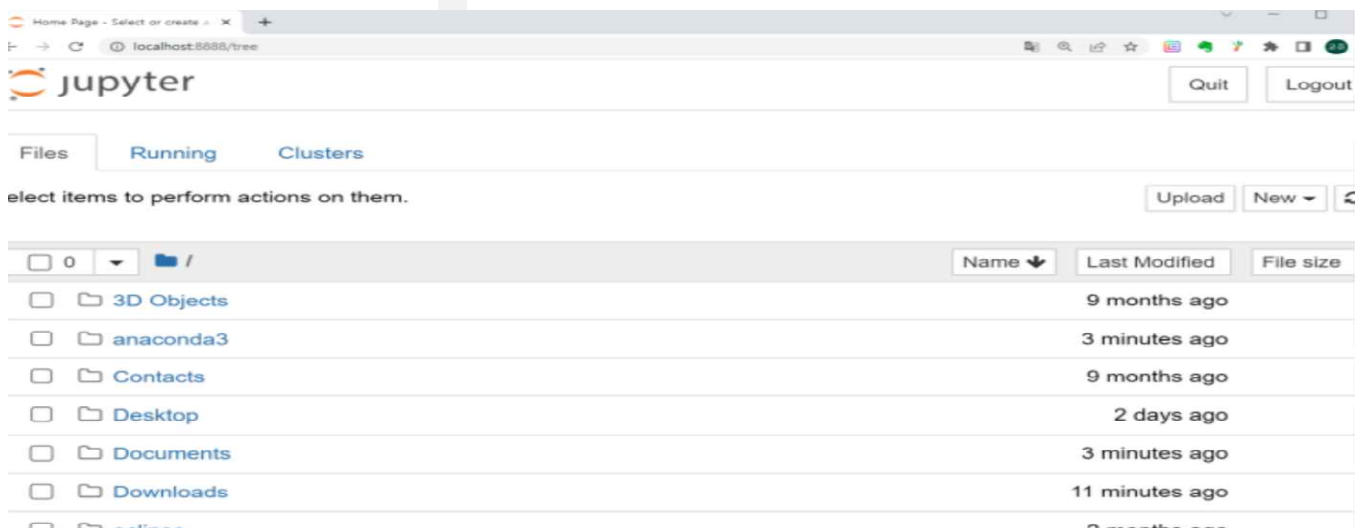 Home Page - Select or create a
localhost:8888/tree
jupyter
Quit Logout
Files Running Clusters
elect items to perform actions on them.
Upload New
0 / Name Last Modified File size
3D Objects 9 months ago
anaconda3 3 minutes ago
Contacts 9 months ago
Desktop 2 days ago
Documents 3 minutes ago
Downloads 11 minutes ago
months ago